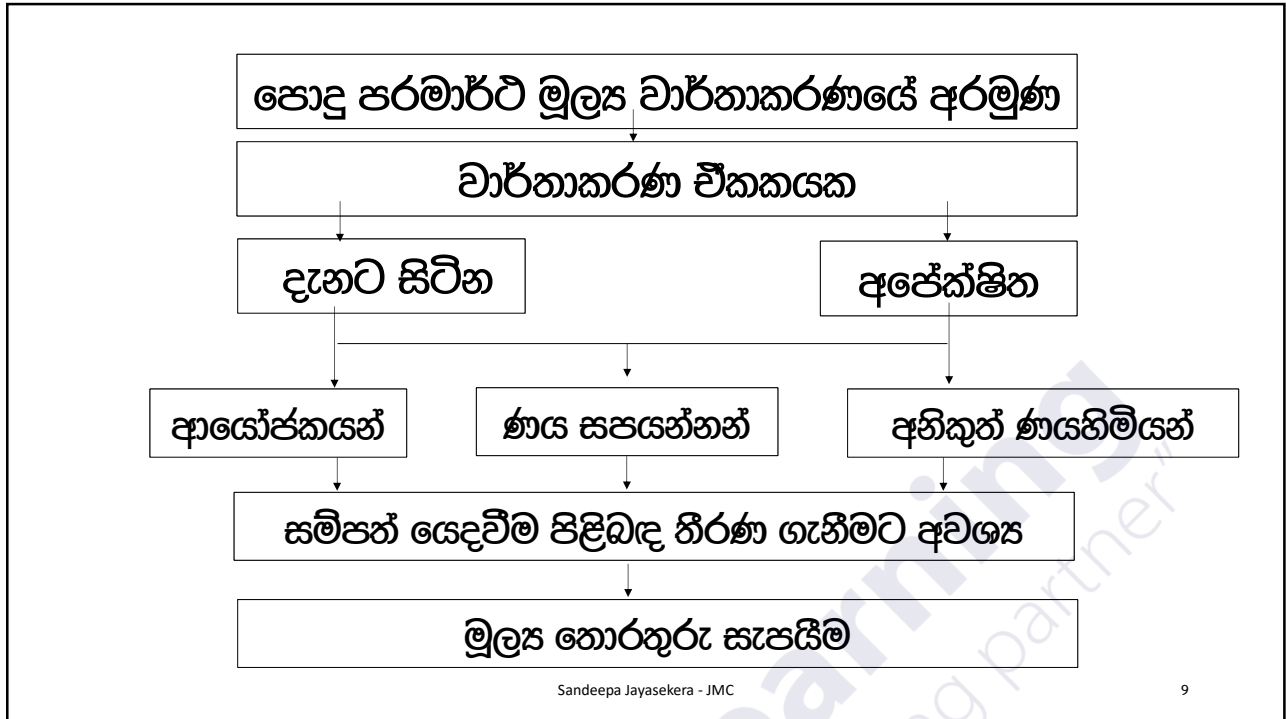 පොදු පරමාර්ථ මූල්‍ය වාර්තාකරණයේ අරමුණ
වාර්තාකරණ ඒකකයක
දැනට සිටින
අපේක්ෂිත
ආයෝජකයන්
ණය සපයන්නන්
අනිකුත් ණයහිමියන්
සම්පත් යෙදවීම පිළිබඳ තීරණ ගැනීමට අවශ්‍ය
මූල්‍ය තොරතුරු සැපයීම
Sandeepa Jayasekera - JMC
9